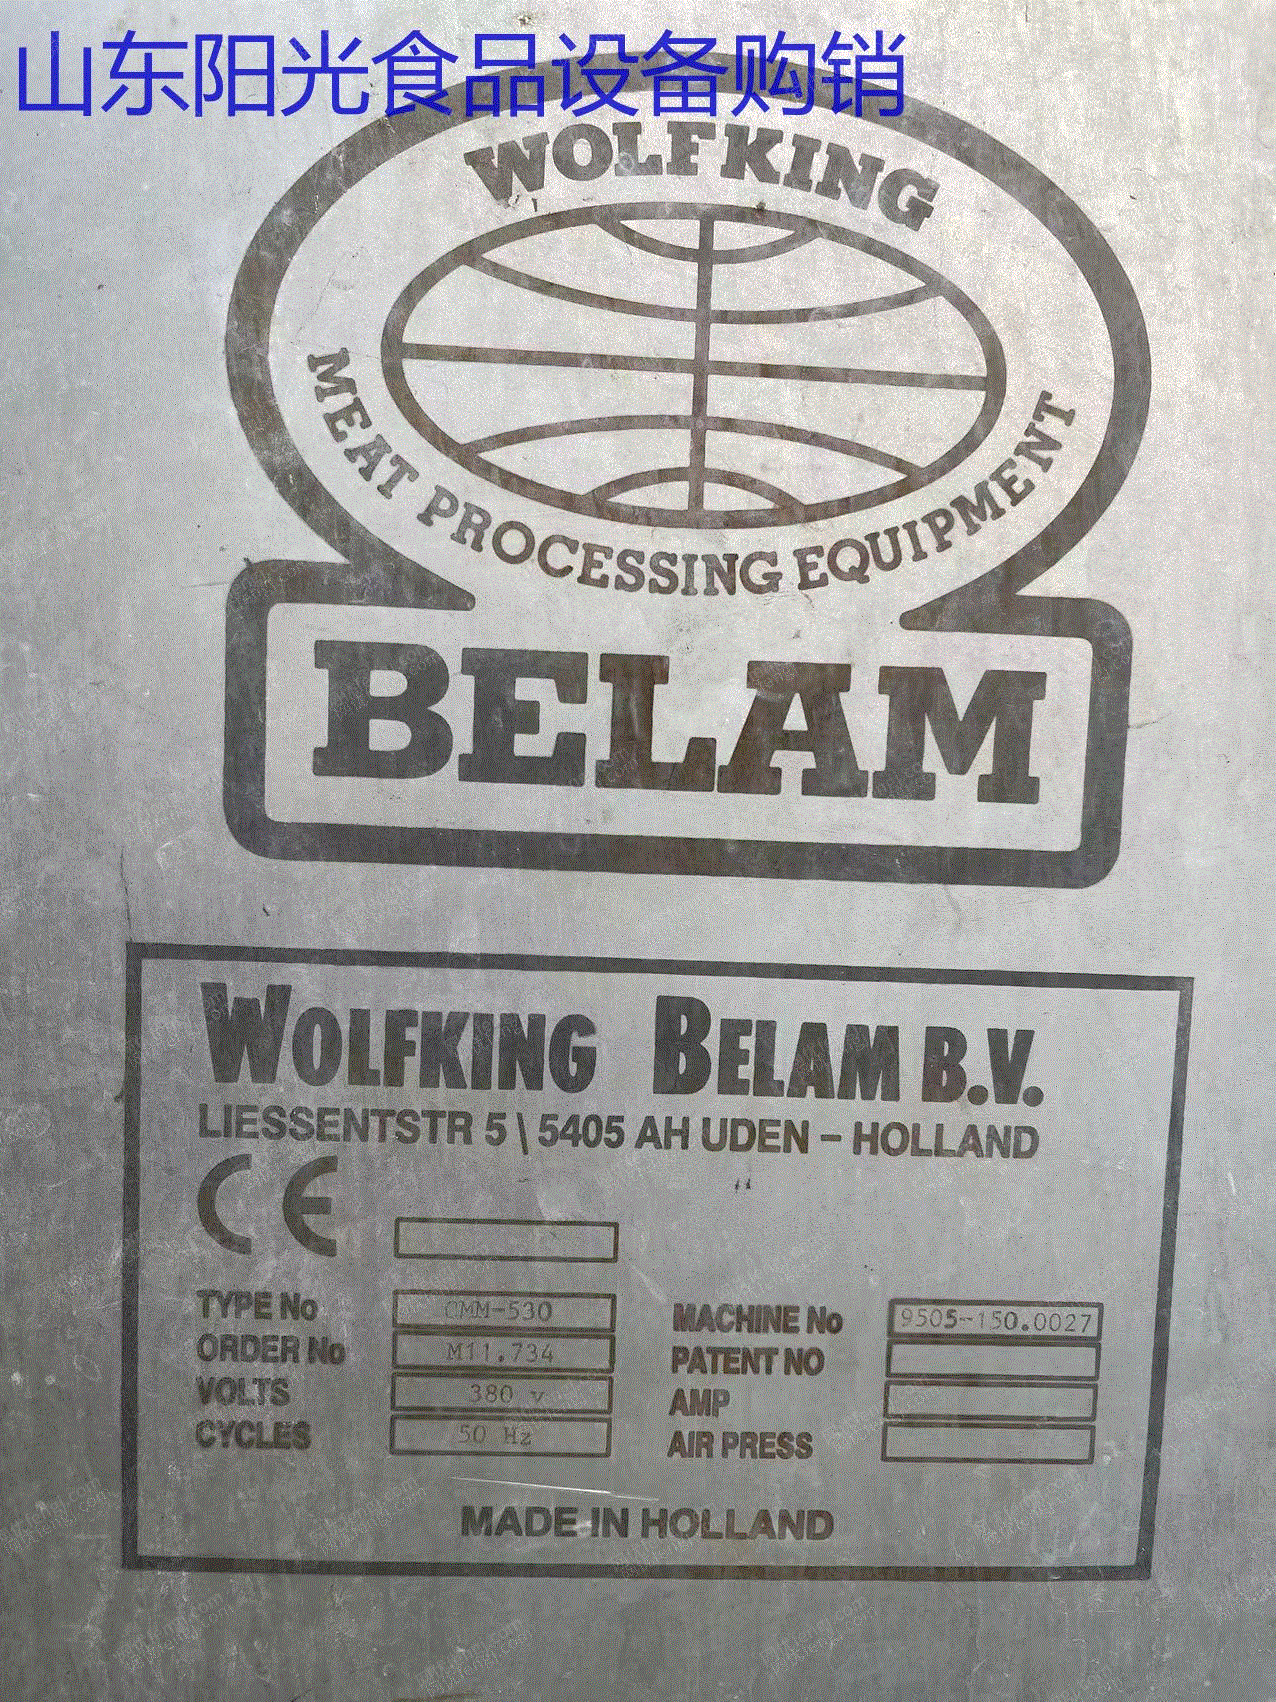 山东阳光食品设备购销
WOLFKING
MEAT PROCESSING EQUIPMENT
BELAM
WOLFKING BELAM B.V.
LIESSENTSTR 5 \ 5405 AH UDEN - HOLLAND
CE
TYPE No CMM-530 MACHINE No 9505-150.0027
ORDER No M11.734 PATENT NO
VOLTS 380 v AMP
CYCLES 50 Hz AIR PRESS
MADE IN HOLLAND